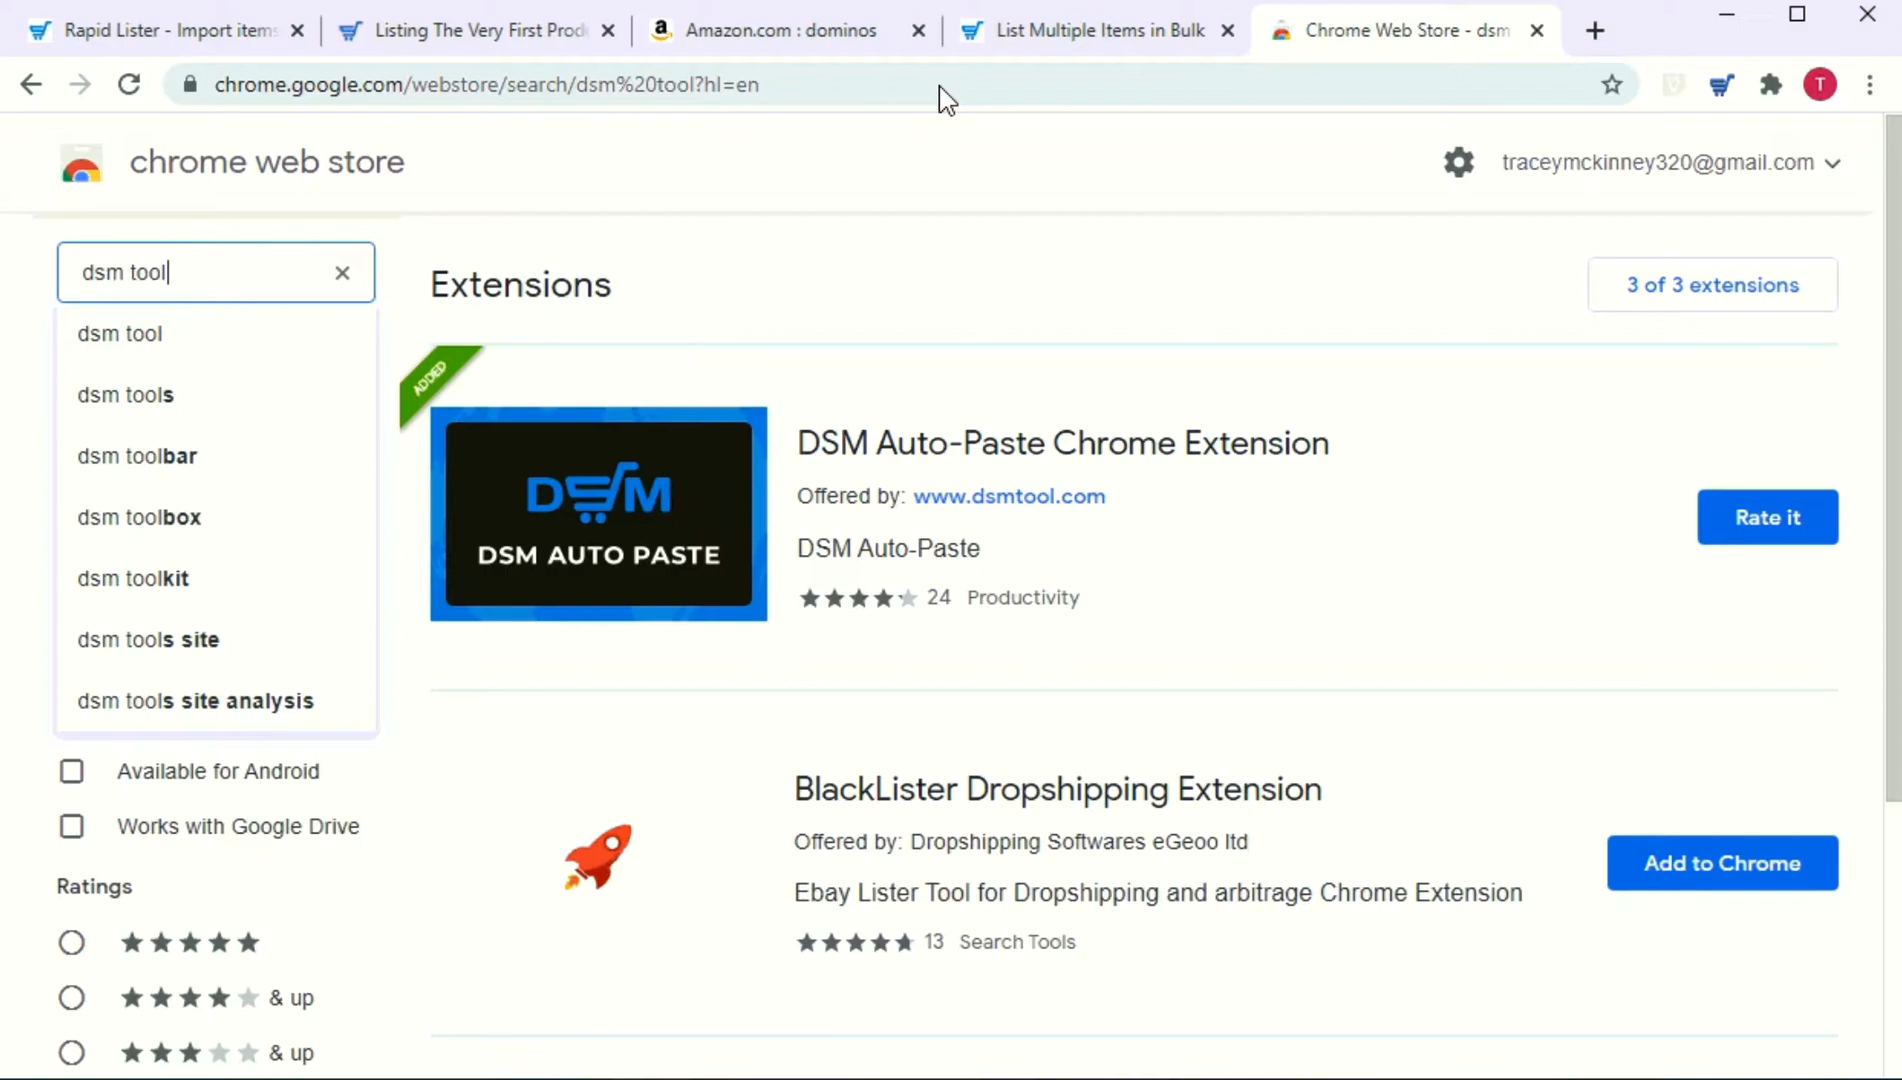 Rapid Lister - Import items
Listing The Very First Prod
Amazon.com : dominos
List Multiple Items in Bulk
Chrome Web Store - dsm
chrome.google.com/webstore/search/dsm%20tool?hl=en
T
chrome web store
traceymckinney320@gmail.com
dsm tool
dsm tool
dsm tools
dsm toolbar
dsm toolbox
dsm toolkit
dsm tools site
dsm tools site analysis
Available for Android
Works with Google Drive
Ratings
& up
& up
Extensions
3 of 3 extensions
ADDED
DSM
DSM AUTO PASTE
DSM Auto-Paste Chrome Extension
Offered by: www.dsmtool.com
DSM Auto-Paste
24 Productivity
Rate it
BlackLister Dropshipping Extension
Offered by: Dropshipping Softwares eGeoo ltd
Ebay Lister Tool for Dropshipping and arbitrage Chrome Extension
13 Search Tools
Add to Chrome